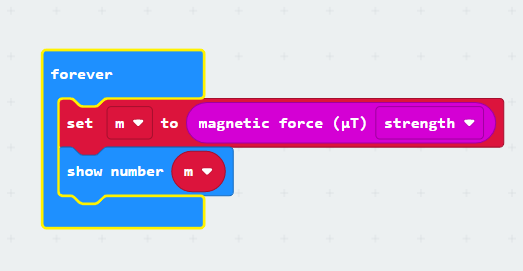 forever
set m to magnetic force (µT) strength
show number m